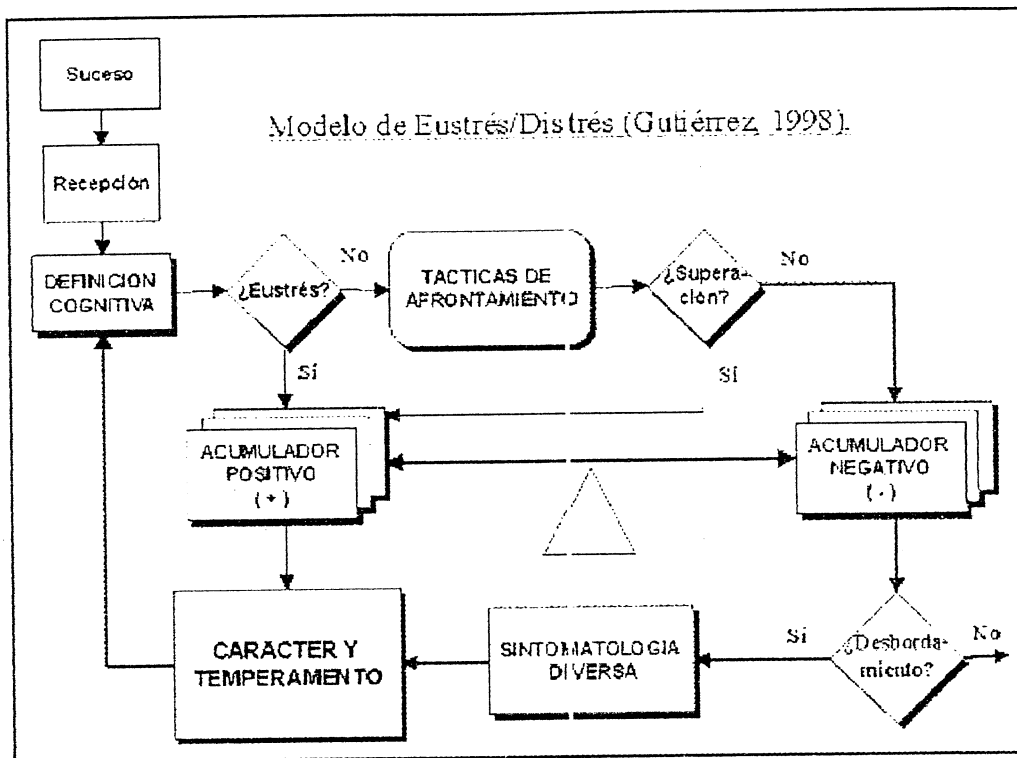 Suceso
Modelo de Eustrés/Distrés (Gutiérrez, 1998).
Recepción
DEFINICION
COGNITIVA
¿Eustrés?
No
TACTICAS DE
AFRONTAMIENTO
¿Supera-
ción?
No
Sí
Sí
ACUMULADOR
POSITIVO
( + )
ACUMULADOR
NEGATIVO
( - )
CARÁCTER Y
TEMPERAMENTO
SINTOMATOLOGIA
DIVERSA
Sí
¿Desborda-
miento?
No